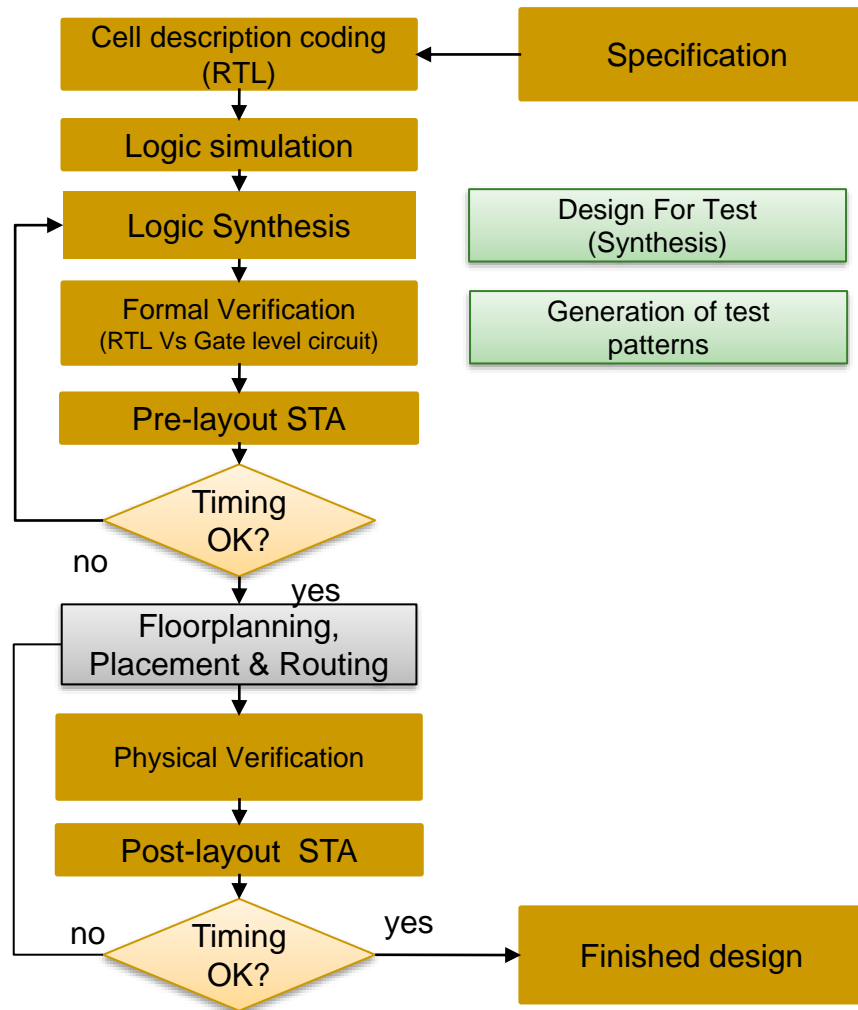 Cell description coding
(RTL)
Specification
Logic simulation
Logic Synthesis
Design For Test
(Synthesis)
Formal Verification
(RTL Vs Gate level circuit)
Generation of test
patterns
Pre-layout STA
Timing
OK?
no
yes
Floorplanning,
Placement & Routing
Physical Verification
Post-layout STA
Timing
OK?
no
yes
Finished design